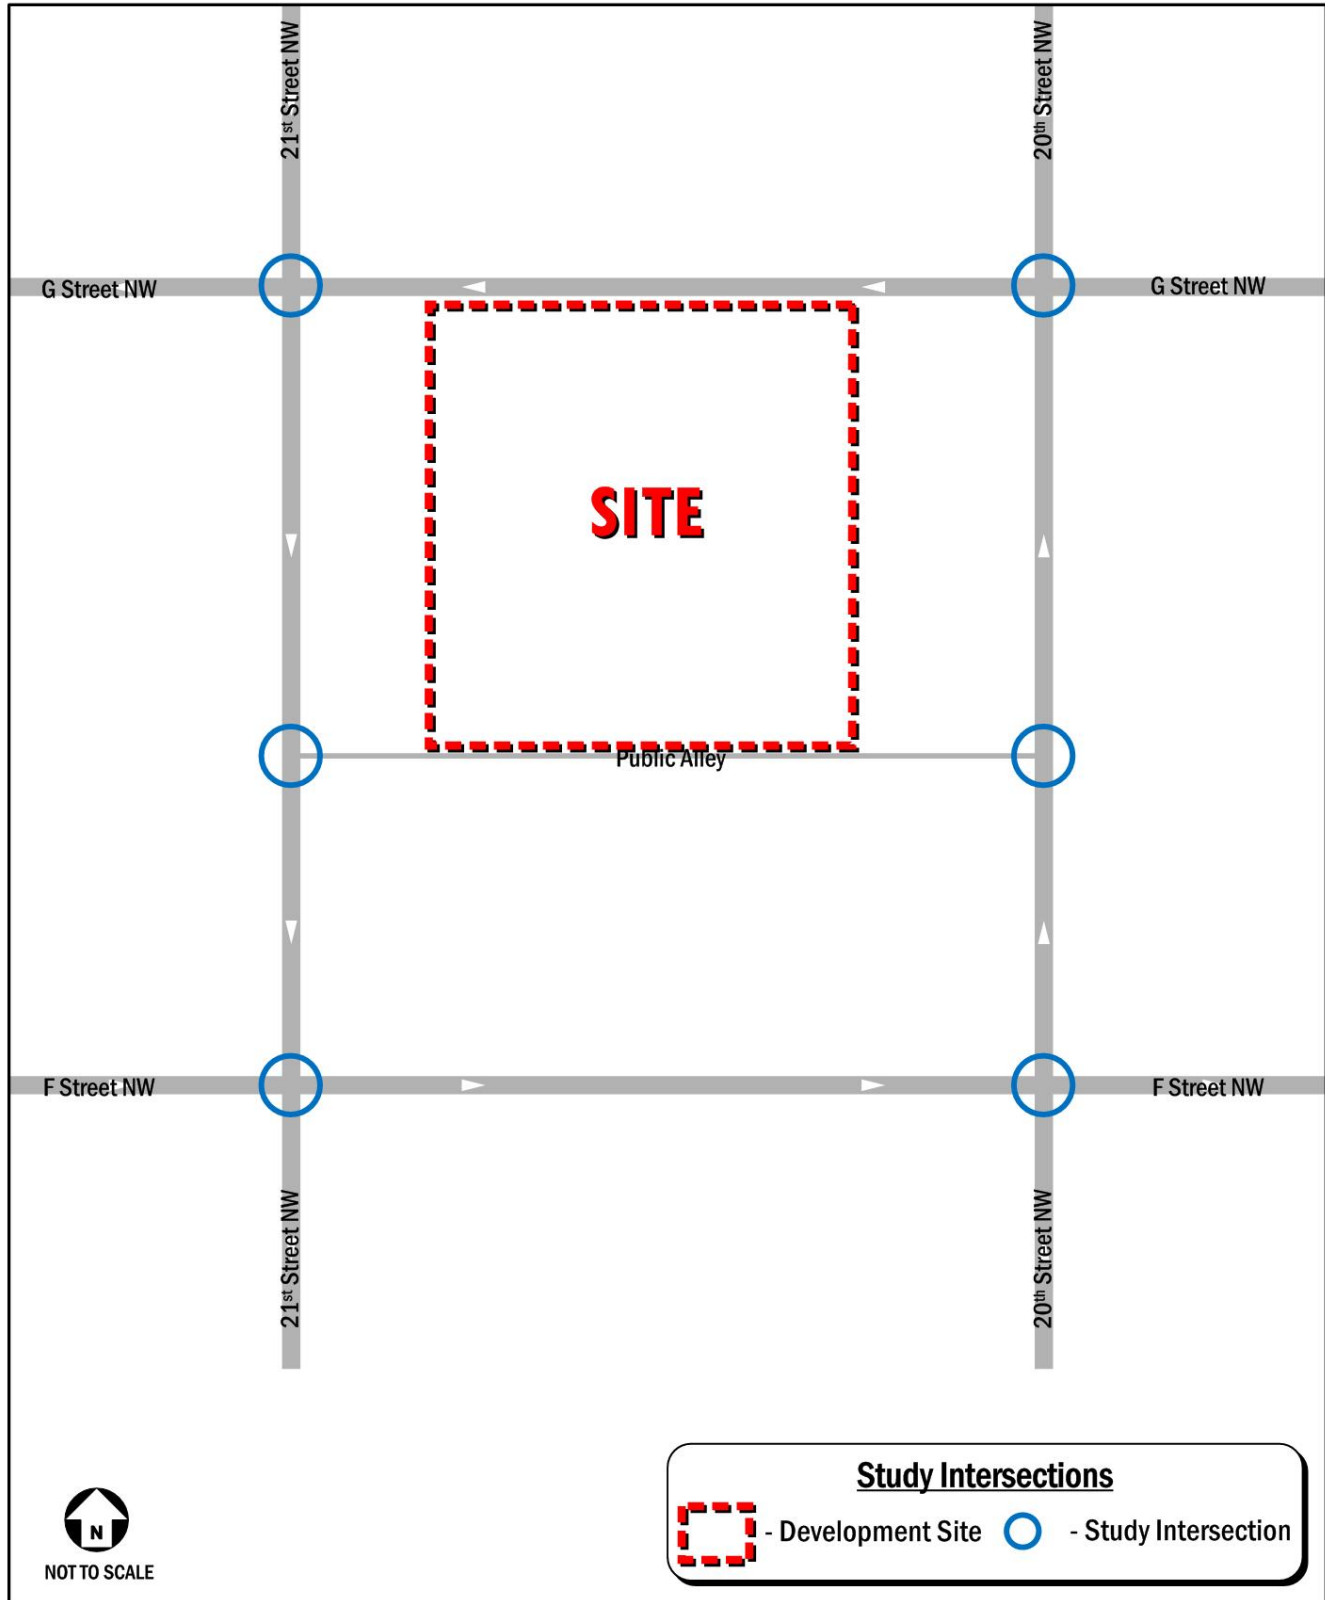 21st Street NW
20th Street NW
G Street NW
G Street NW
SITE
Public Alley
F Street NW
F Street NW
21st Street NW
20th Street NW
Study Intersections
- Development Site
- Study Intersection
N
NOT TO SCALE